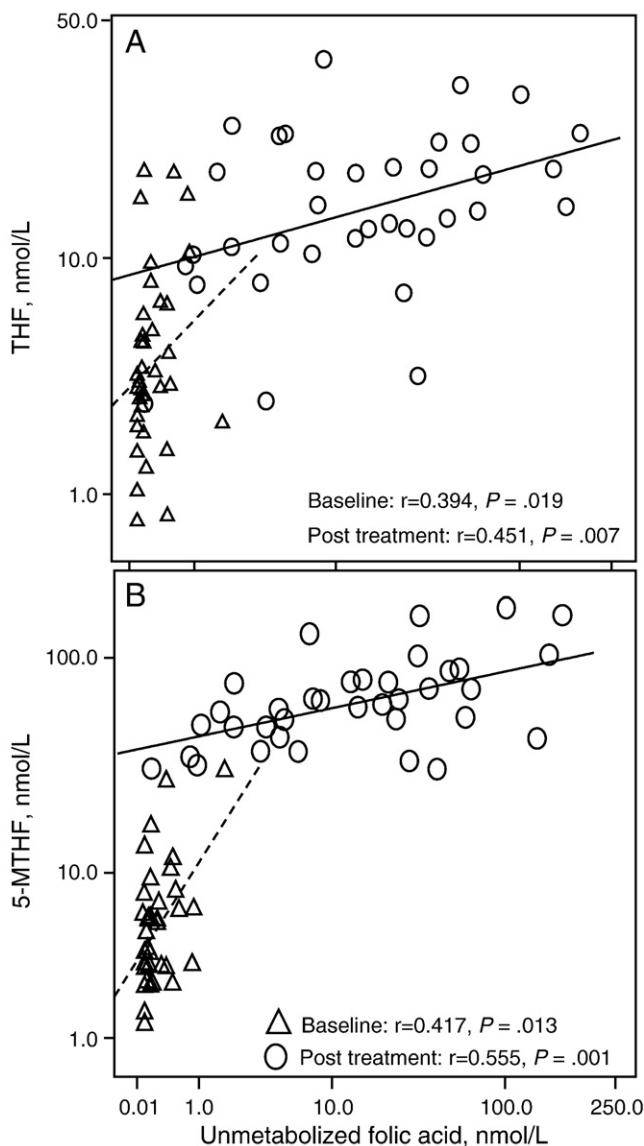 50.0
A
10.0
THF, nmol/L
1.0
Baseline: r=0.394, P = .019
Post treatment: r=0.451, P = .007
B
100.0
10.0
5-MTHF, nmol/L
1.0
Baseline: r=0.417, P = .013
Post treatment: r=0.555, P = .001
0.01 1.0 10.0 100.0 250.0
Unmetabolized folic acid, nmol/L